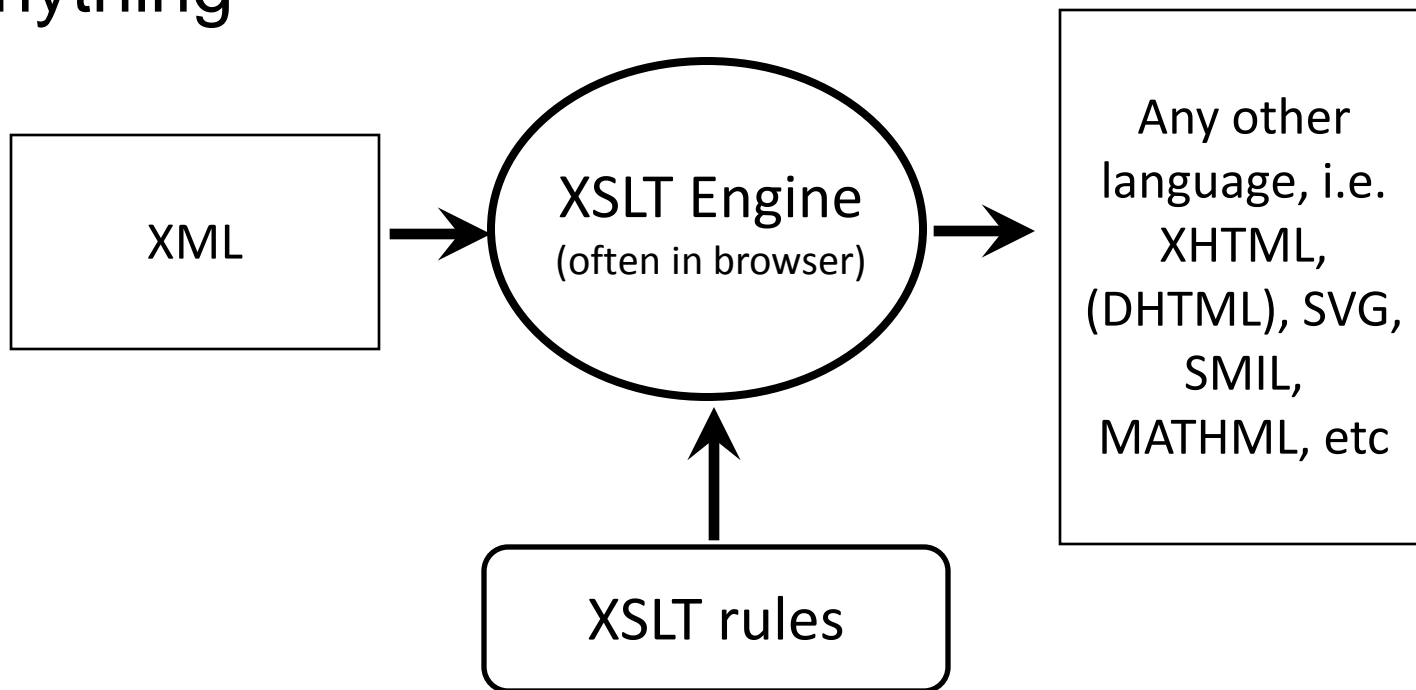 XML
XSLT Engine
(often in browser)
Any other
language, i.e.
XHTML,
(DHTML), SVG,
SMIL,
MATHML, etc
XSLT rules